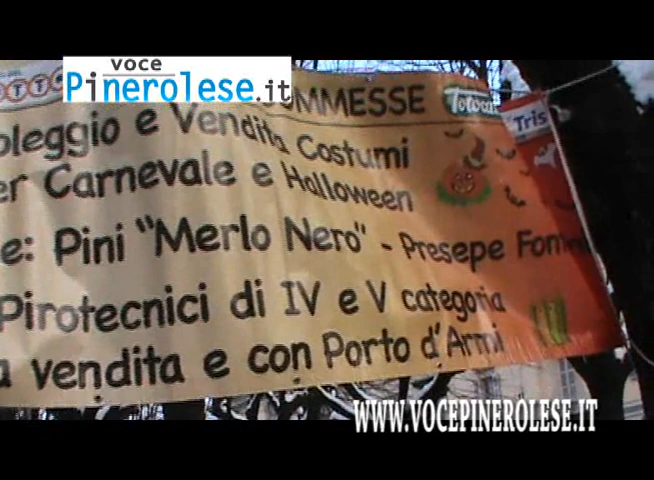 voce
Pinerolese.it
MMESSE
Totocalcio
Tris
oleggio e Vendita Costumi
er Carnevale e Halloween
e: Pini "Merlo Nero" - Presepe
Pirotecnici di IV e V categoria
a vendita e con Porto d'Armi
WWW.VOCEPINEROLESE.IT